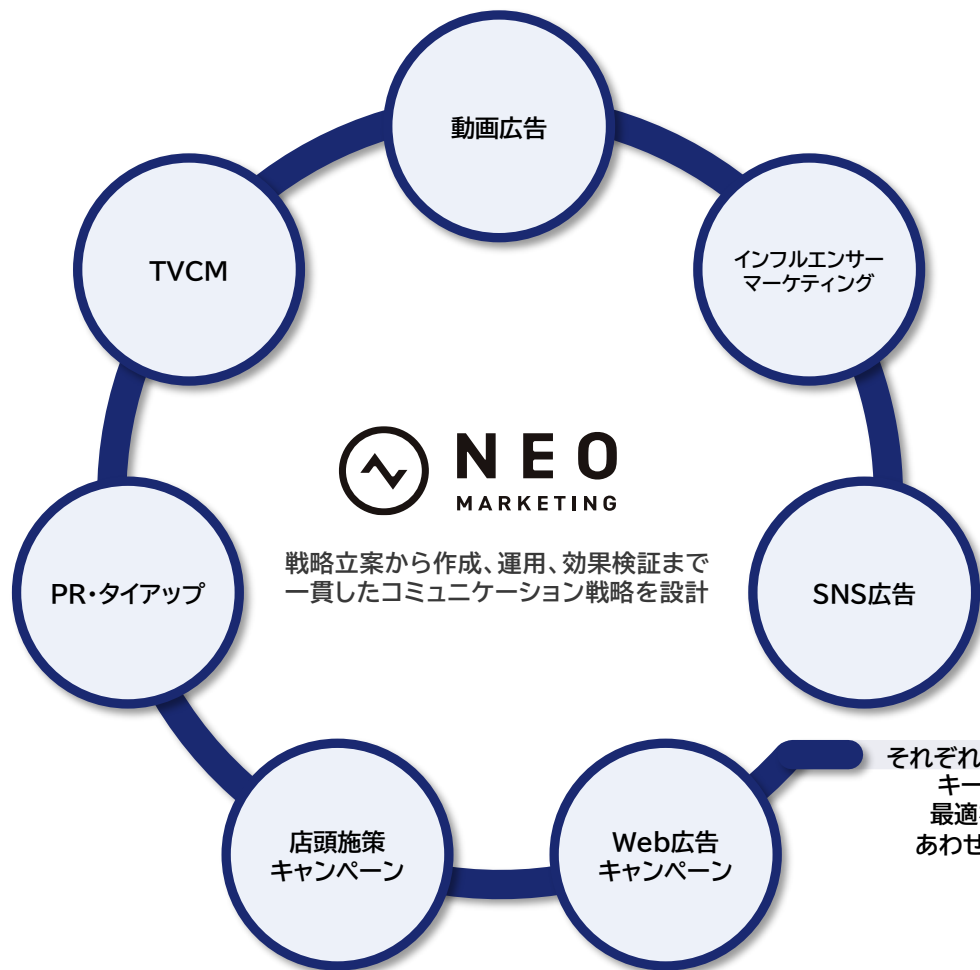 動画広告
TVCM
インフルエンサー
マーケティング
NEO
MARKETING
戦略立案から作成、運用、効果検証まで
一貫したコミュニケーション戦略を設計
PR・タイアップ
SNS広告
それぞれ
キー
最適
あわせ
店頭施策
キャンペーン
Web広告
キャンペーン